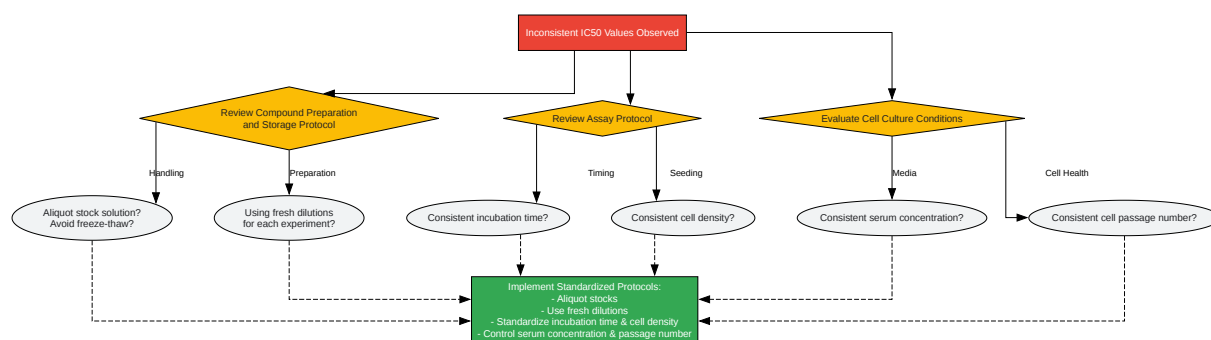 Inconsistent IC50 Values Observed
Review Compound Preparation
and Storage Protocol
Review Assay Protocol
Evaluate Cell Culture Conditions
Handling
Preparation
Timing
Seeding
Media
Cell Health
Aliquot stock solution?
Avoid freeze-thaw?
Using fresh dilutions
for each experiment?
Consistent incubation time?
Consistent cell density?
Consistent serum concentration?
Consistent cell passage number?
Implement Standardized Protocols:
- Aliquot stocks
- Use fresh dilutions
- Standardize incubation time & cell density
- Control serum concentration & passage number